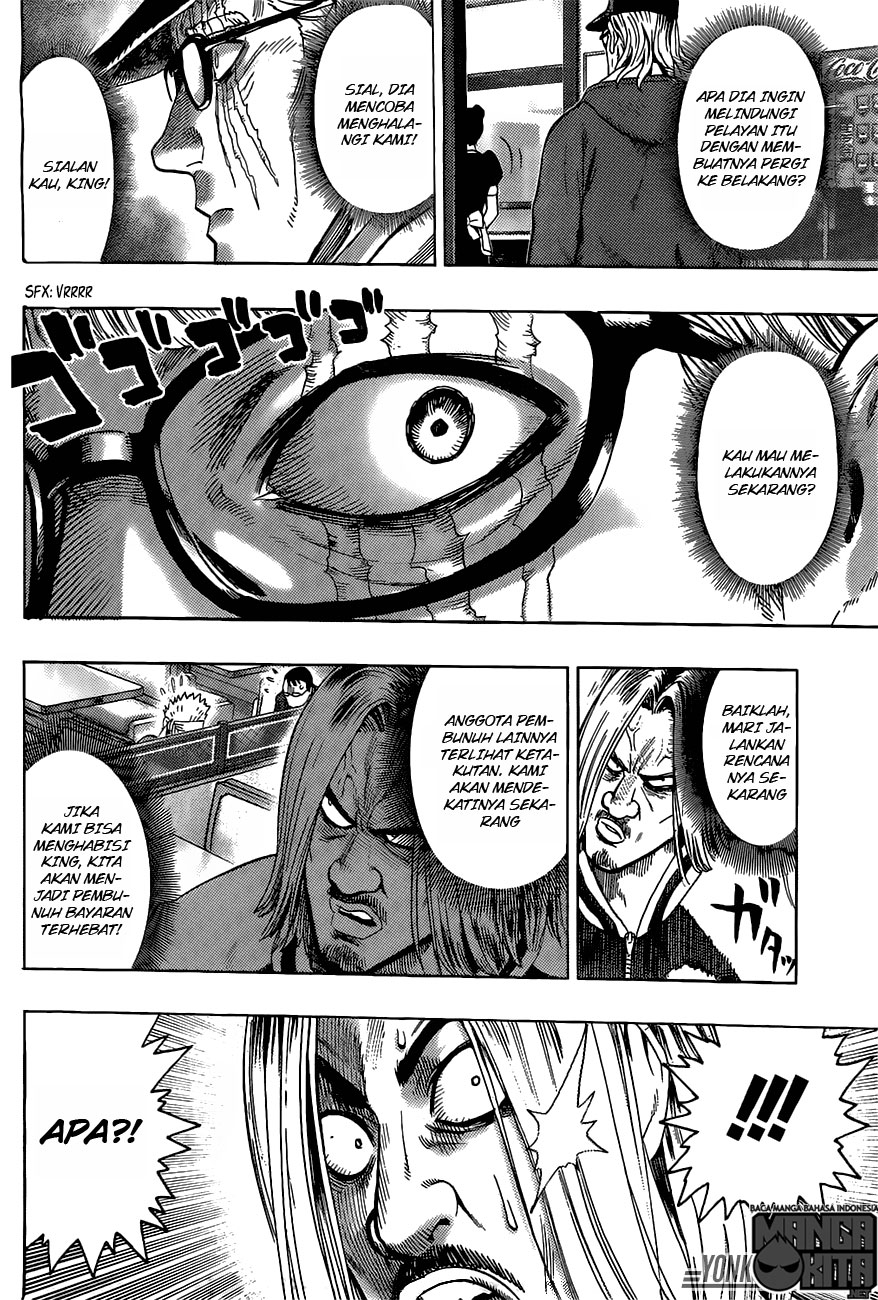 APA DIA INGIN
MELINDUNGI
PELAYAN ITU
DENGAN MEM-
BUATNYA PERGI
KE BELAKANG?
COCO-C
SIAL, DIA
MENCOBA
MENGHALA-
NGI KAMI!
SIALAN
KAU, KING!
SFX: VRRRR
ゴゴゴゴゴゴ
KAU MAU ME-
LAKUKANNYA
SEKARANG?
BAIKLAH,
MARI JA-
LANKAN
RENCANA
NYA SE-
KARANG
ガタッ
ANGGOTA PEM-
BUNUH LAINNYA
TERLIHAT KETA-
KUTAN. KAMI
AKAN MENDE-
KATINYA SEKA-
RANG
JIKA
KAMI BISA
MENGHABISI
KING, KITA
AKAN MEN-
JADI PEMBU-
NUH BAYARAN
TERHEBAT!
!!!
APA?!
BACA MANGA BAHASA INDONESIA
MANGA
KITA
YONK